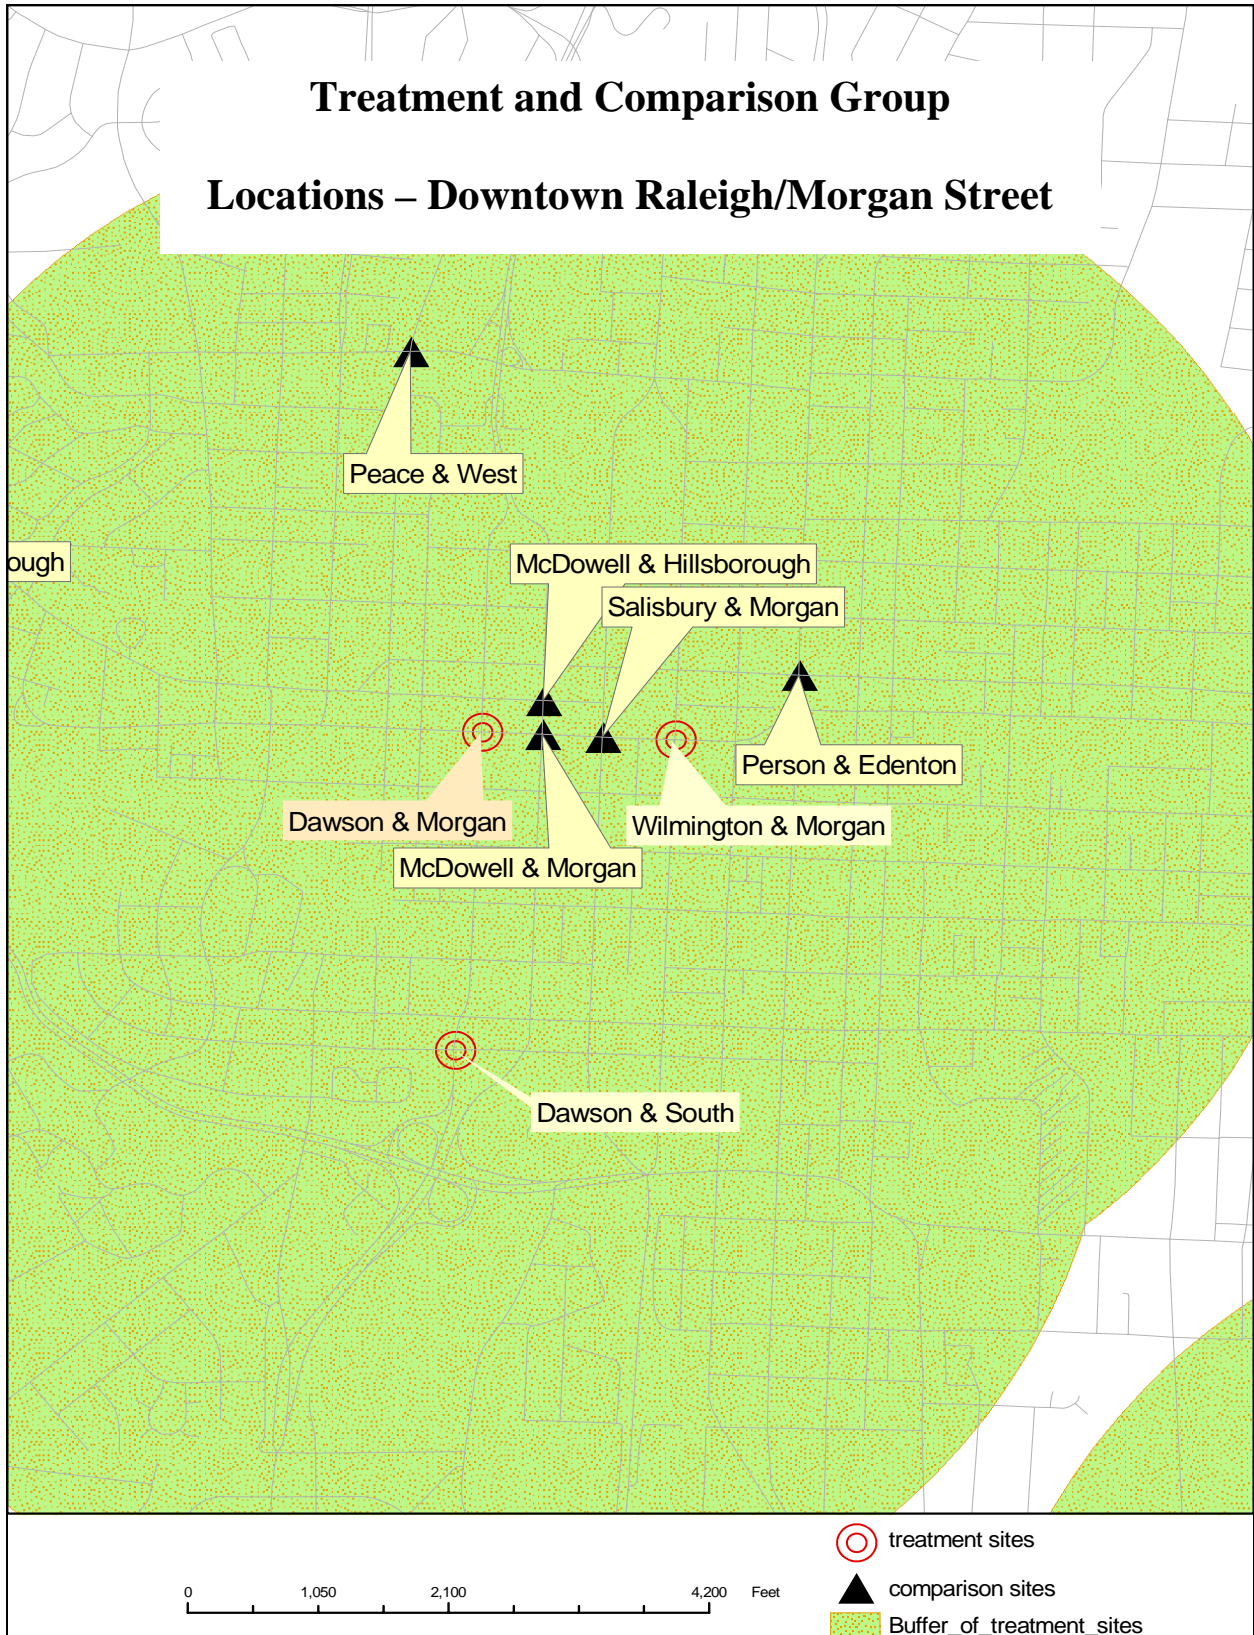 Treatment and Comparison Group
Locations – Downtown Raleigh/Morgan Street
Peace & West
ough
McDowell & Hillsborough
Salisbury & Morgan
Person & Edenton
Dawson & Morgan
Wilmington & Morgan
McDowell & Morgan
Dawson & South
treatment sites
0 1,050 2,100 4,200 Feet
comparison sites
Buffer_of_treatment_sites